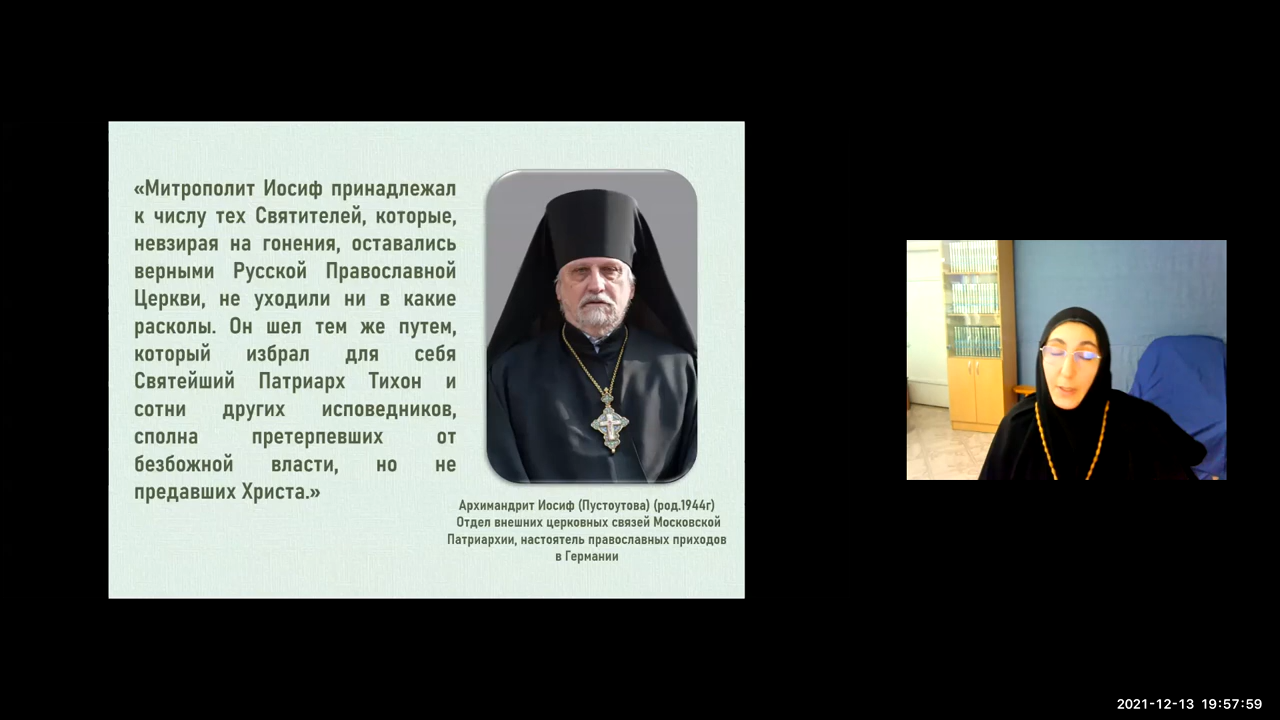 «Митрополит Иосиф принадлежал
к числу тех Святителей, которые,
невзирая на гонения, оставались
верными Русской Православной
Церкви, не уходили ни в какие
расколы. Он шел тем же путем,
который избрал для себя
Святейший Патриарх Тихон и
сотни других исповедников,
сполна претерпевших от
безбожной власти, но не
предавших Христа.»
Архимандрит Иосиф (Пустоутова) (род.1944г)
Отдел внешних церковных связей Московской
Патриархии, настоятель православных приходов
в Германии
2021-12-13 19:57:59